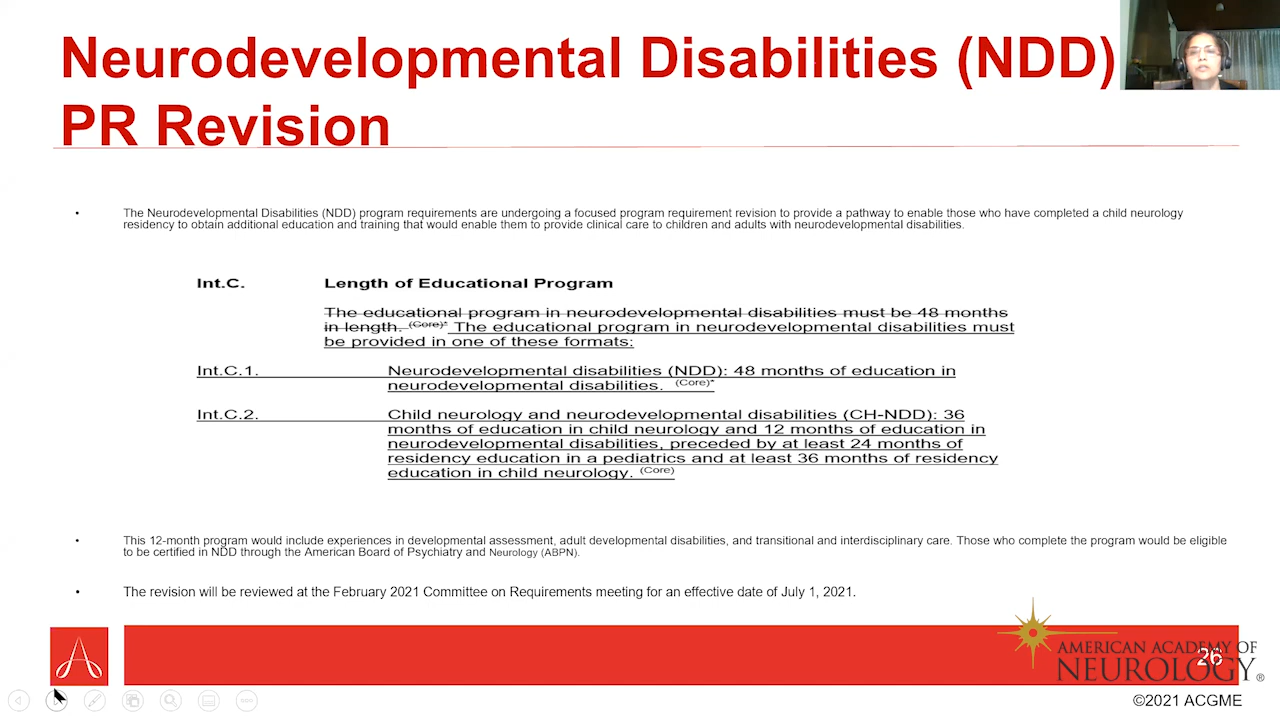 Neurodevelopmental Disabilities (NDD)
PR Revision
• The Neurodevelopmental Disabilities (NDD) program requirements are undergoing a focused program requirement revision to provide a pathway to enable those who have completed a child neurology
residency to obtain additional education and training that would enable them to provide clinical care to children and adults with neurodevelopmental disabilities.
Int.C. Length of Educational Program
The educational program in neurodevelopmental disabilities must be 48 months
in length. (Core)* The educational program in neurodevelopmental disabilities must
be provided in one of these formats:
Int.C.1. Neurodevelopmental disabilities (NDD): 48 months of education in
neurodevelopmental disabilities. (Core)*
Int.C.2. Child neurology and neurodevelopmental disabilities (CH-NDD): 36
months of education in child neurology and 12 months of education in
neurodevelopmental disabilities, preceded by at least 24 months of
residency education in a pediatrics and at least 36 months of residency
education in child neurology. (Core)
• This 12-month program would include experiences in developmental assessment, adult developmental disabilities, and transitional and interdisciplinary care. Those who complete the program would be eligible
to be certified in NDD through the American Board of Psychiatry and Neurology (ABPN).
• The revision will be reviewed at the February 2021 Committee on Requirements meeting for an effective date of July 1, 2021.
26
AMERICAN ACADEMY OF
NEUROLOGY®
©2021 ACGME